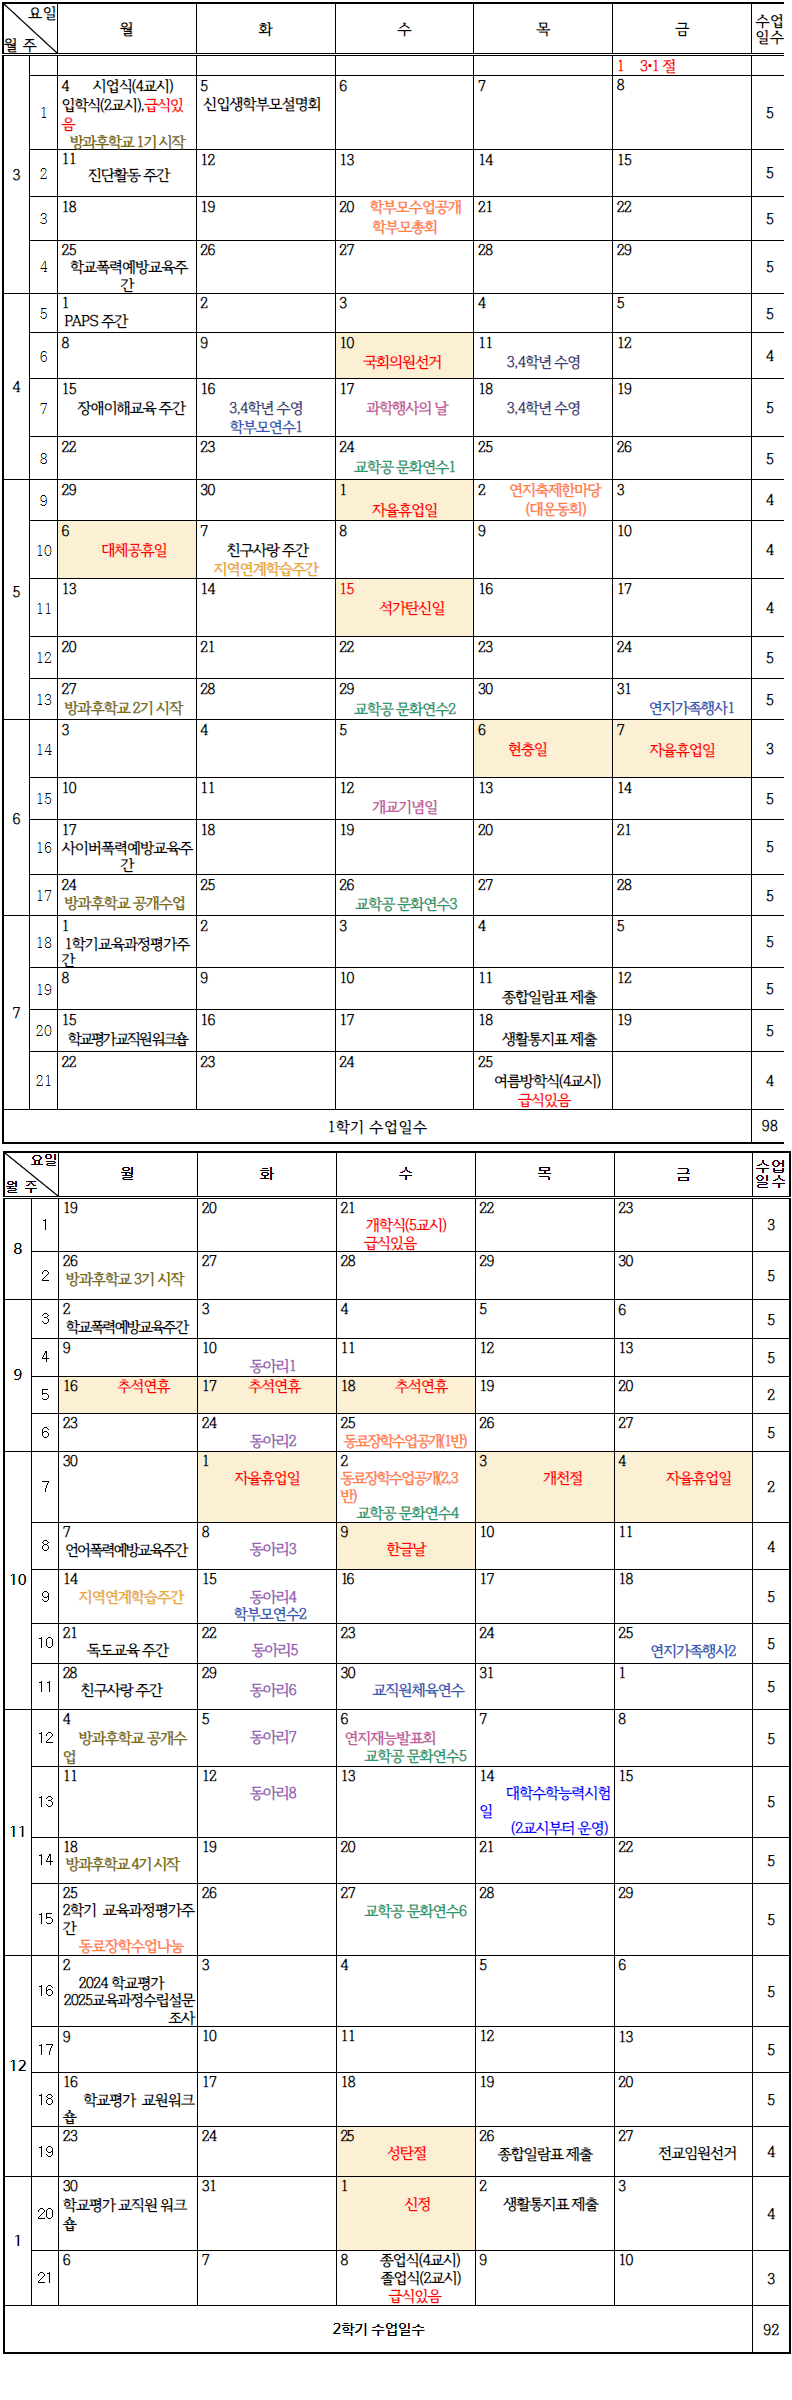 요일 월 화 수 목 금 수업
월 주 일수
1 3•1 절
3
1 4 시업식(4교시) 5 6 7 8 5
입학식(2교시),급식있 신입생학부모설명회
음
방과후학교 1기 시작
2 11 12 13 14 15 5
진단활동 주간
3 18 19 20 학부모수업공개 21 22 5
학부모총회
4 25 26 27 28 29 5
학교폭력예방교육주
간
4
5 1 2 3 4 5 5
PAPS 주간
6 8 9 10 11 12 4
국회의원선거 3,4학년 수영
7 15 16 17 18 19 5
장애이해교육 주간 3,4학년 수영 과학행사의 날 3,4학년 수영
학부모연수1
8 22 23 24 25 26 5
교학공 문화연수1
5
9 29 30 1 2 연지축제한마당 3 4
자율휴업일 (대운동회)
10 6 7 8 9 10 4
대체공휴일 친구사랑 주간
지역연계학습주간
11 13 14 15 16 17 4
석가탄신일
12 20 21 22 23 24 5
13 27 28 29 30 31 5
방과후학교 2기 시작 교학공 문화연수2 연지가족행사1
6
14 3 4 5 6 7 3
현충일 자율휴업일
15 10 11 12 13 14 5
개교기념일
16 17 18 19 20 21 5
사이버폭력예방교육주
간
17 24 25 26 27 28 5
방과후학교 공개수업 교학공 문화연수3
7
18 1 2 3 4 5 5
1학기교육과정평가주
간
19 8 9 10 11 12 5
종합일람표 제출
20 15 16 17 18 19 5
학교평가교직원워크숍 생활통지표 제출
21 22 23 24 25 4
여름방학식(4교시)
급식있음
1학기 수업일수 98
요일 월 화 수 목 금 수업
월 주 일수
8
1 19 20 21 22 23 3
개학식(5교시)
급식있음
2 26 27 28 29 30 5
방과후학교 3기 시작
9
3 2 3 4 5 6 5
학교폭력예방교육주간
4 9 10 11 12 13 5
동아리1
5 16 추석연휴 17 추석연휴 18 추석연휴 19 20 2
6 23 24 25 26 27 5
동아리2 동료장학수업공개(1반)
10
7 30 1 2 3 4 2
자율휴업일 동료장학수업공개(2,3 개천절 자율휴업일
반)
교학공 문화연수4
8 7 8 9 10 11 4
언어폭력예방교육주간 동아리3 한글날
9 14 15 16 17 18 5
지역연계학습주간 동아리4
학부모연수2
10 21 22 23 24 25 5
독도교육 주간 동아리5 연지가족행사2
11 28 29 30 31 1 5
친구사랑 주간 동아리6 교직원체육연수
11
12 4 5 6 7 8 5
방과후학교 공개수 동아리7 연지재능발표회
업 교학공 문화연수5
13 11 12 13 14 15 5
동아리8 대학수학능력시험
일
(2교시부터 운영)
14 18 19 20 21 22 5
방과후학교 4기 시작
15 25 26 27 28 29 5
2학기 교육과정평가주 교학공 문화연수6
간
동료장학수업나눔
12
16 2 3 4 5 6 5
2024 학교평가
2025교육과정수립설문
조사
17 9 10 11 12 13 5
18 16 17 18 19 20 5
학교평가 교원워크
숍
19 23 24 25 26 27 4
성탄절 종합일람표 제출 전교임원선거
1
20 30 31 1 2 3 4
학교평가 교직원 워크 신정 생활통지표 제출
숍
21 6 7 8 종업식(4교시) 9 10 3
졸업식(2교시)
급식있음
2학기 수업일수 92